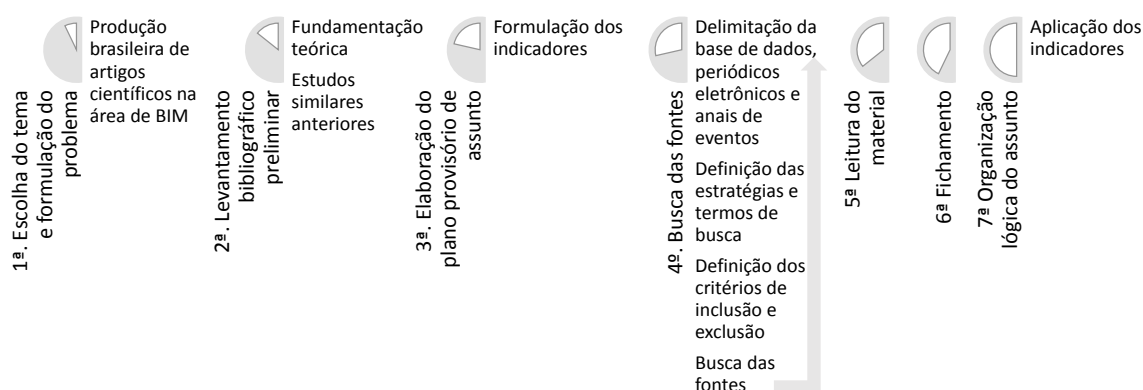 1ª. Escolha do tema
e formulação do
problema
Produção
brasileira de
artigos
científicos na
área de BIM
2ª. Levantamento
bibliográfico
preliminar
Fundamentação
teórica
Estudos
similares
anteriores
3ª. Elaboração do
plano provisório de
assunto
Formulação dos
indicadores
4º. Busca das fontes
Delimitação da
base de dados,
periódicos
eletrônicos e
anais de
eventos
Definição das
estratégias e
termos de
busca
Definição dos
critérios de
inclusão e
exclusão
Busca das
fontes
5ª Leitura do
material
6ª Fichamento
7ª Organização
lógica do assunto
Aplicação dos
indicadores